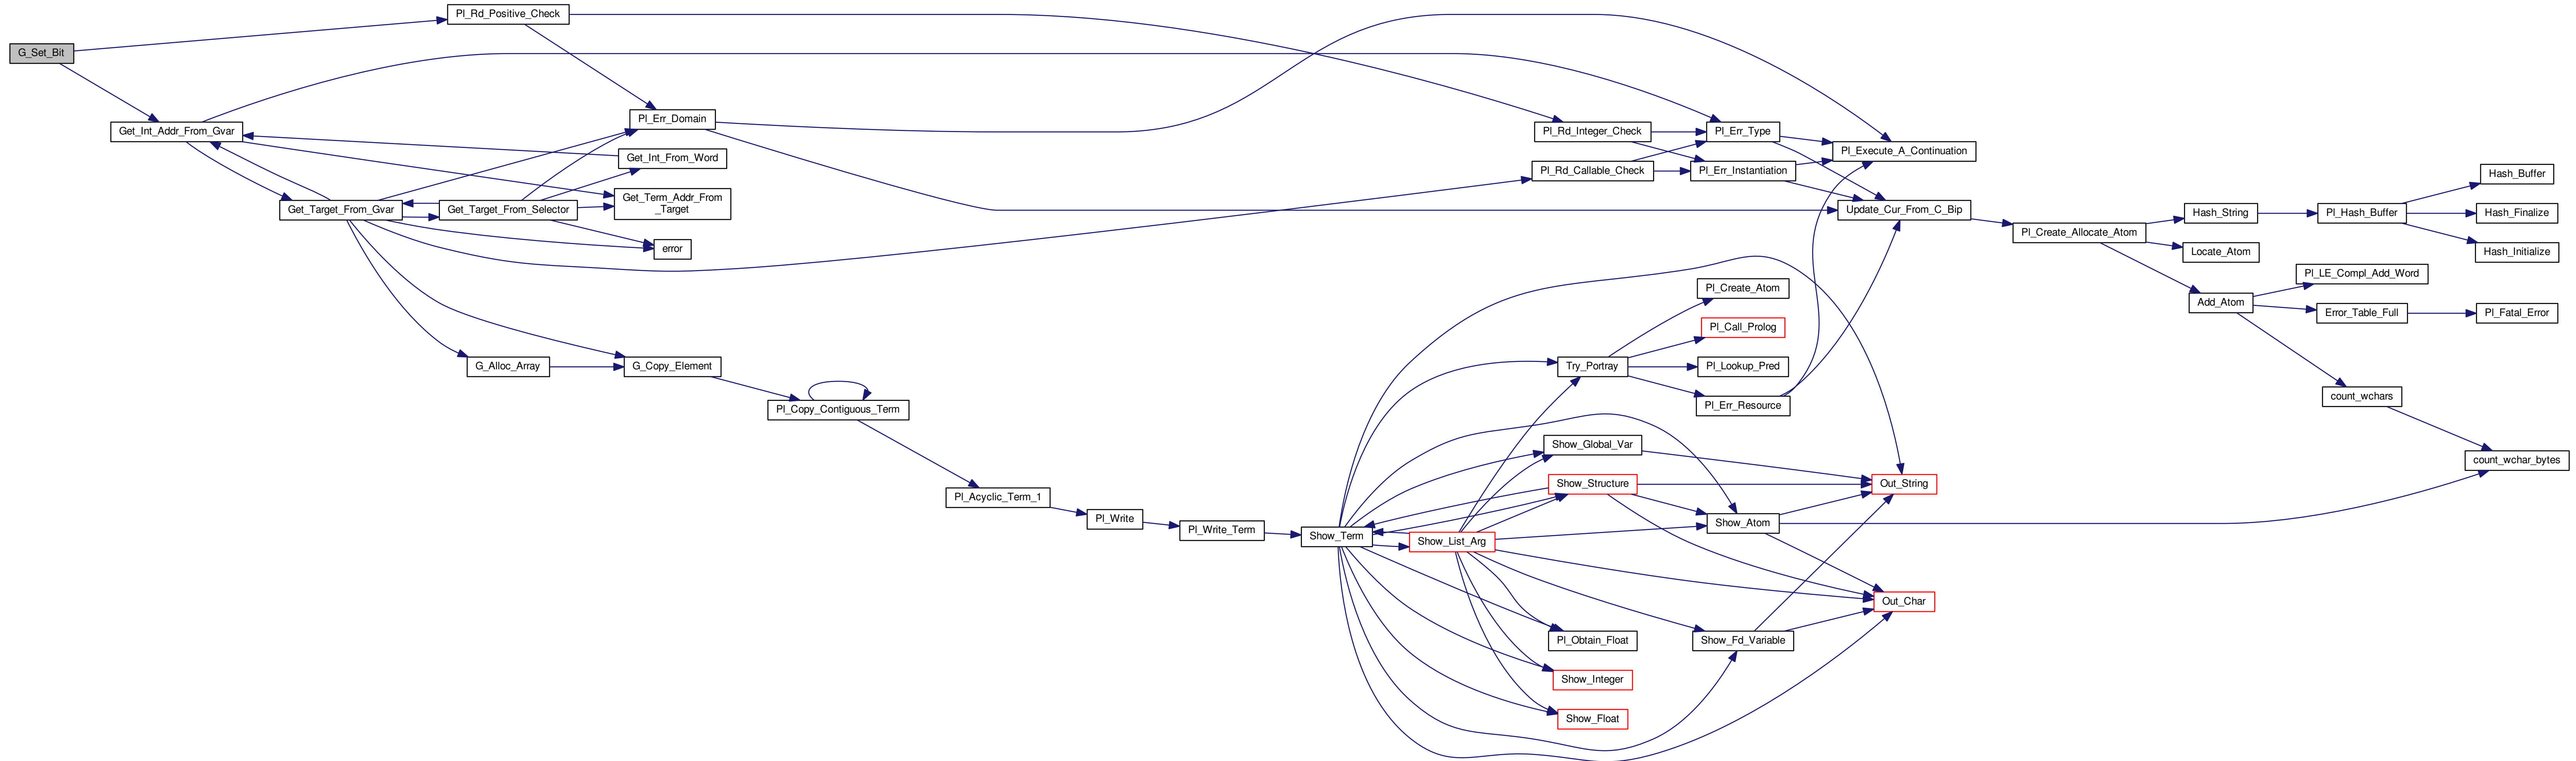 G_Set_Bit
Pl_Rd_Positive_Check
Get_Int_Addr_From_Gvar
Pl_Err_Domain
Get_Int_From_Word
Get_Term_Addr_From
_Target
Get_Target_From_Gvar
Get_Target_From_Selector
error
G_Alloc_Array
G_Copy_Element
Pl_Copy_Contiguous_Term
Pl_Acyclic_Term_1
Pl_Write
Pl_Write_Term
Show_Term
Show_List_Arg
Pl_Rd_Integer_Check
Pl_Rd_Callable_Check
Pl_Err_Type
Pl_Err_Instantiation
Pl_Execute_A_Continuation
Update_Cur_From_C_Bip
Pl_Create_Allocate_Atom
Hash_String
Locate_Atom
Add_Atom
Pl_Hash_Buffer
Hash_Buffer
Hash_Finalize
Hash_Initialize
Pl_LE_Compl_Add_Word
Error_Table_Full
Pl_Fatal_Error
count_wchars
count_wchar_bytes
Pl_Create_Atom
Pl_Call_Prolog
Try_Portray
Pl_Lookup_Pred
Pl_Err_Resource
Show_Global_Var
Show_Structure
Out_String
Show_Atom
Out_Char
Show_Fd_Variable
Pl_Obtain_Float
Show_Integer
Show_Float